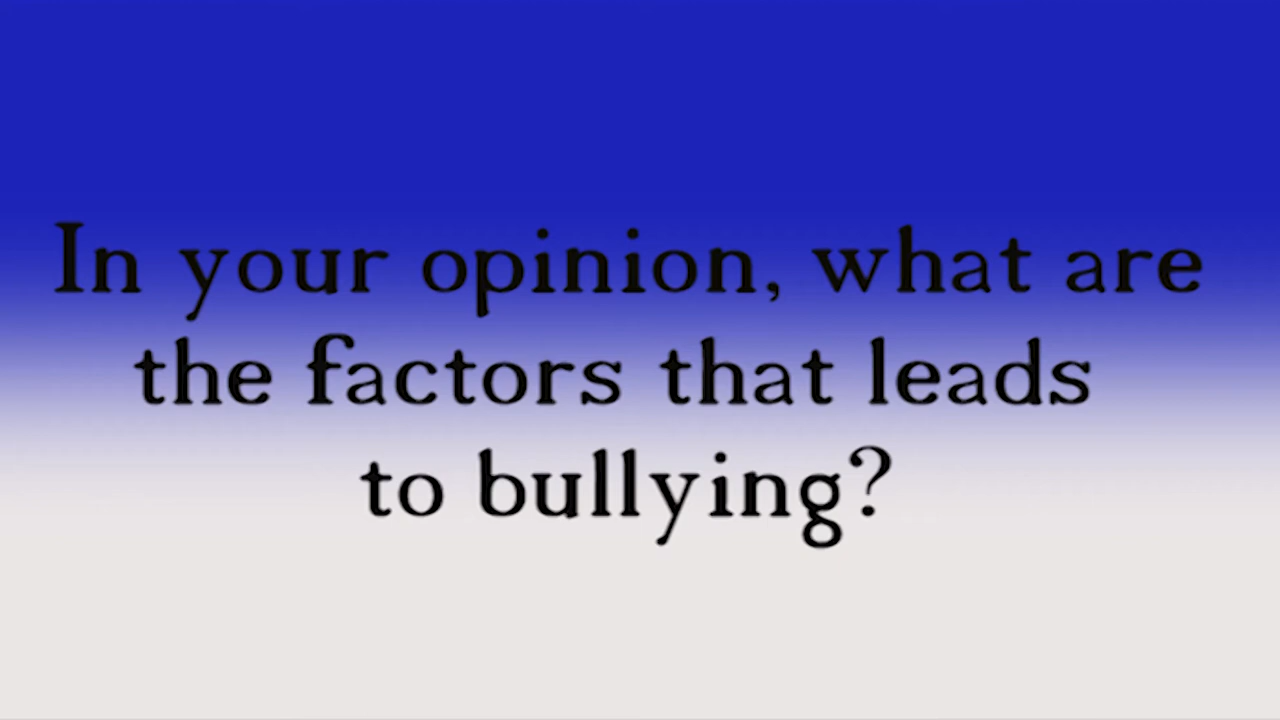 In your opinion, what are
the factors that leads
to bullying?